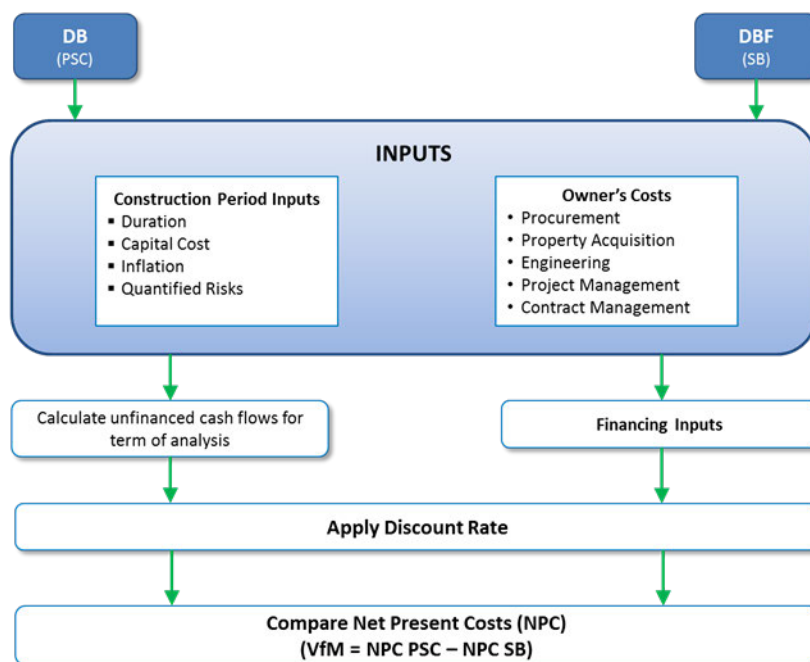 DB
(PSC)
DBF
(SB)
INPUTS
Construction Period Inputs
▪ Duration
▪ Capital Cost
▪ Inflation
▪ Quantified Risks
Owner's Costs
• Procurement
• Property Acquisition
• Engineering
• Project Management
• Contract Management
Calculate unfinanced cash flows for
term of analysis
Financing Inputs
Apply Discount Rate
Compare Net Present Costs (NPC)
(VfM = NPC PSC – NPC SB)